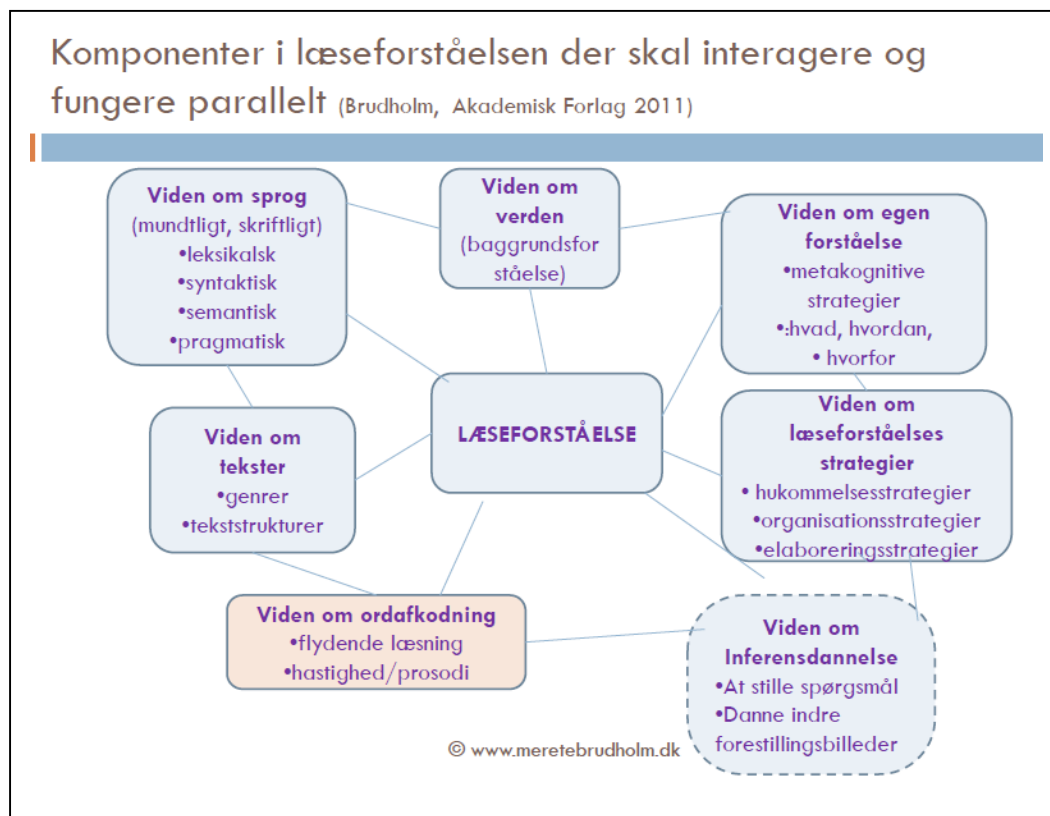 Komponenter i læseforståelsen der skal interagere og
fungere parallelt (Brudholm, Akademisk Forlag 2011)
Viden om sprog
(mundtligt, skriftligt)
•leksikalsk
•syntaktisk
•semantisk
•pragmatisk
Viden om
verden
(baggrundsfor
ståelse)
Viden om egen
forståelse
•metakognitive
strategier
•:hvad, hvordan,
• hvorfor
LÆSEFORSTÅELSE
Viden om
tekster
•genrer
•tekststrukturer
Viden om
læseforståelses
strategier
• hukommelsesstrategier
•organisationsstrategier
•elaboreringsstrategier
Viden om ordafkodning
•flydende læsning
•hastighed/prosodi
Viden om
Inferensdannelse
•At stille spørgsmål
•Danne indre
forestillingsbilleder
© www.meretebrudholm.dk